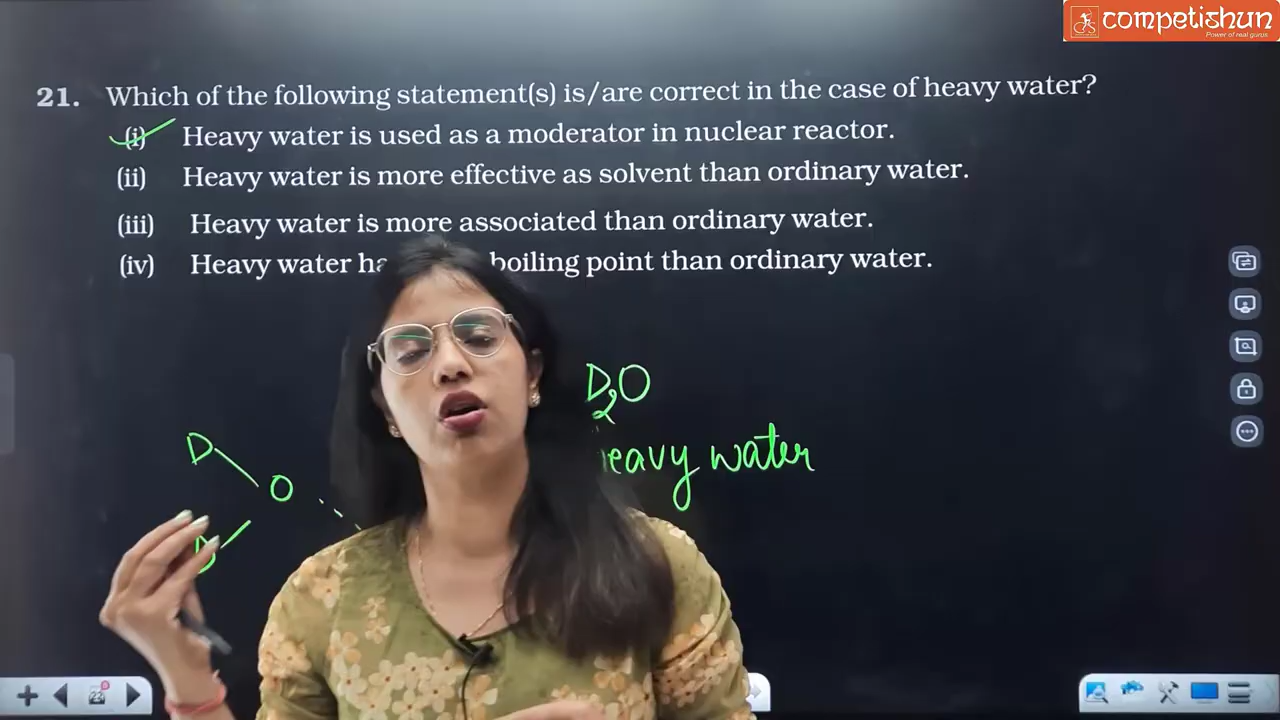 competishun
Power of real gurus
21. Which of the following statement(s) is/are correct in the case of heavy water?
(i) Heavy water is used as a moderator in nuclear reactor.
(ii) Heavy water is more effective as solvent than ordinary water.
(iii) Heavy water is more associated than ordinary water.
(iv) Heavy water ha boiling point than ordinary water.
D₂O
eavy water
D
O
D